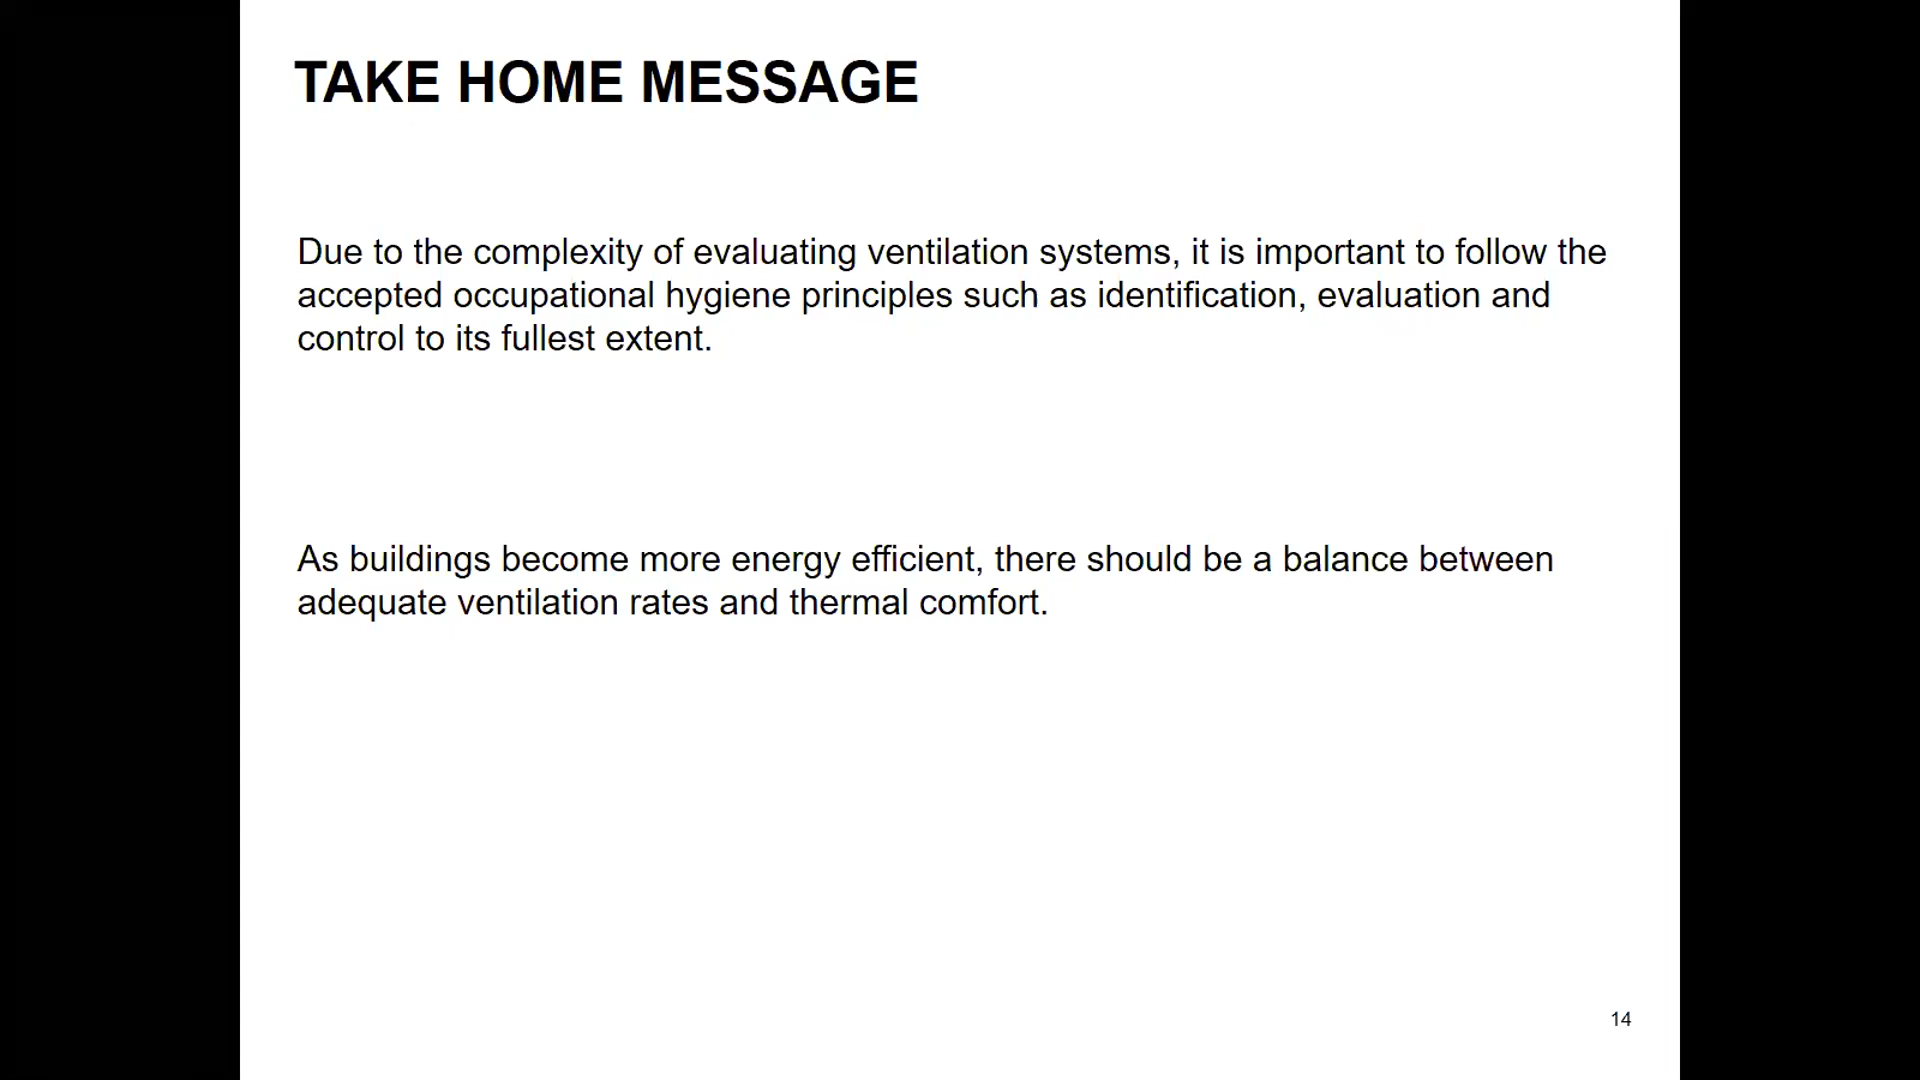 TAKE HOME MESSAGE
Due to the complexity of evaluating ventilation systems, it is important to follow the
accepted occupational hygiene principles such as identification, evaluation and
control to its fullest extent.
As buildings become more energy efficient, there should be a balance between
adequate ventilation rates and thermal comfort.
14